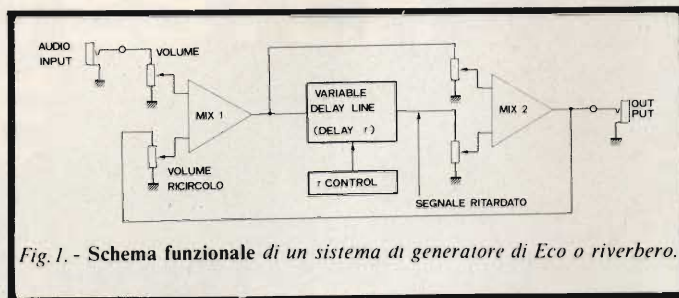 AUDIO
INPUT
VOLUME
MIX 1
VOLUME
RICIRCOLO
VARIABLE
DELAY LINE
(DELAY τ)
τ CONTROL
SEGNALE RITARDATO
MIX 2
OUT
PUT
Fig. 1. - Schema funzionale di un sistema di generatore di Eco o riverbero.